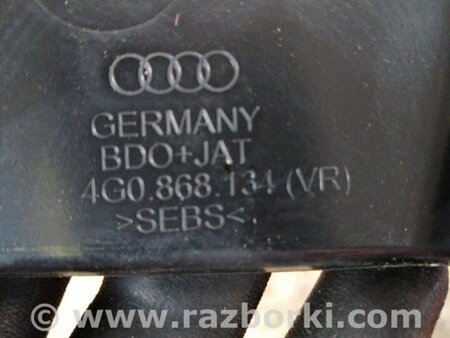 GERMANY
BDO+JAT
4G0.868.134 (VR)
>SEBS<
© www.razborki.com